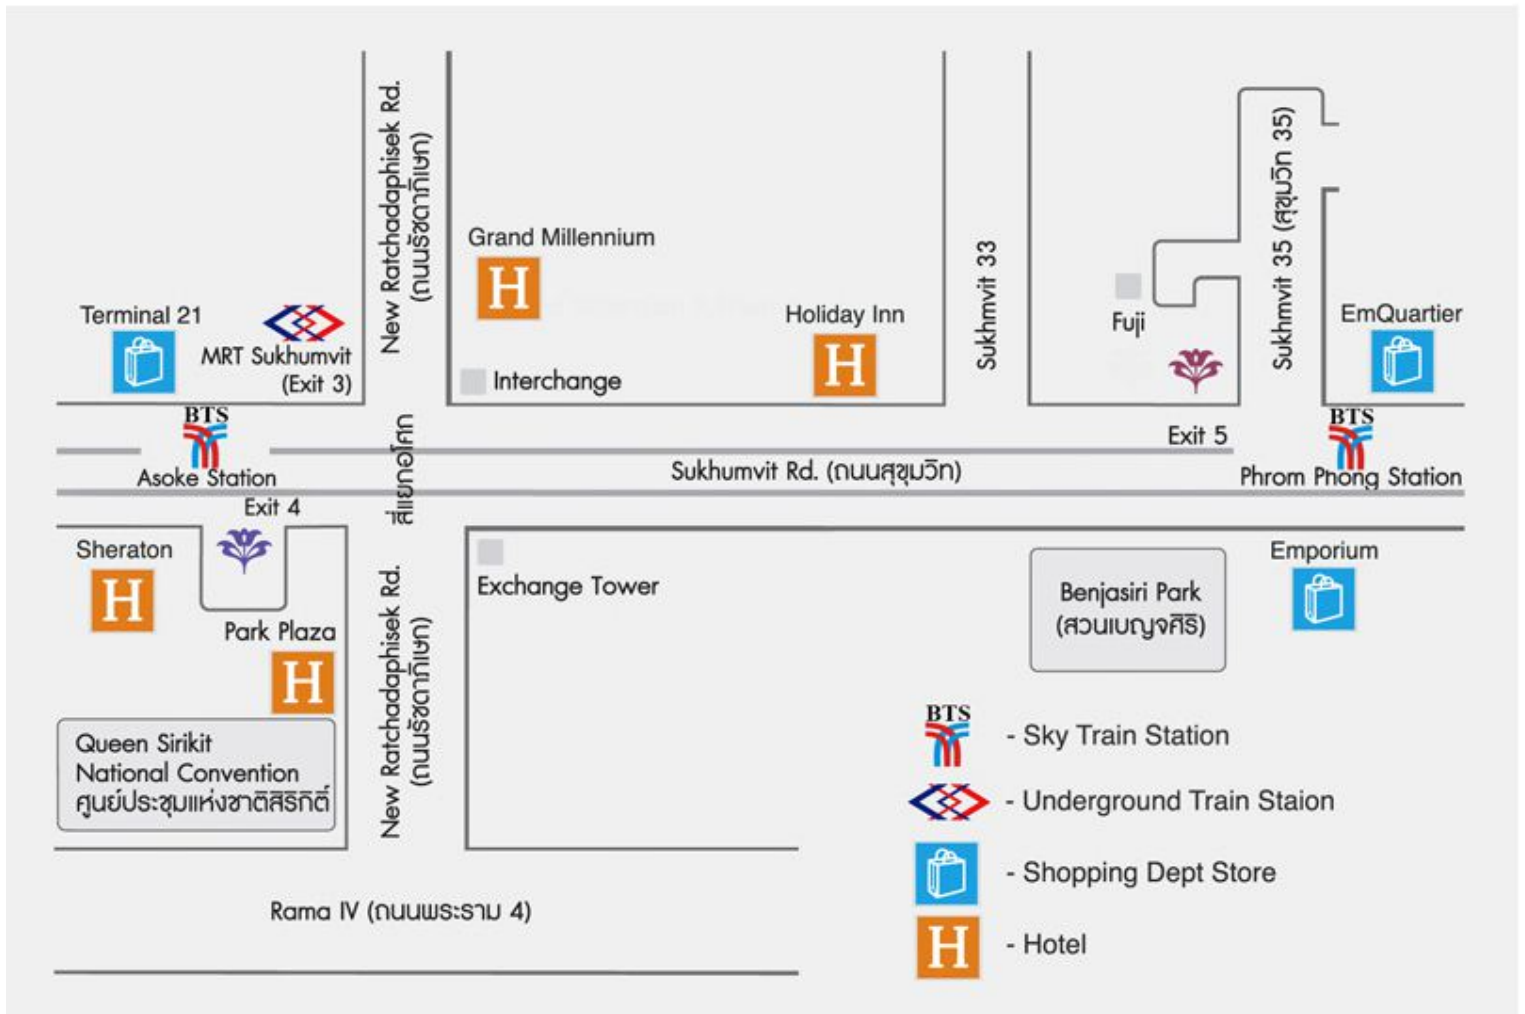 New Ratchadaphisek Rd.
(ถนนรัชดาภิเษก)
Grand Millennium
H
Terminal 21
MRT Sukhumvit
(Exit 3)
Interchange
Holiday Inn
H
Sukhmvit 33
Fuji
Sukhmvit 35 (สุขุมวิท 35)
EmQuartier
BTS
Asoke Station
สี่แยกอโศก
Sukhumvit Rd. (ถนนสุขุมวิท)
Exit 5
BTS
Phrom Phong Station
Exit 4
Sheraton
H
Park Plaza
H
Queen Sirikit
National Convention
ศูนย์ประชุมแห่งชาติสิริกิติ์
New Ratchadaphisek Rd.
(ถนนรัชดาภิเษก)
Exchange Tower
Benjasiri Park
(สวนเบญจศิริ)
Emporium
BTS
- Sky Train Station
- Underground Train Staion
- Shopping Dept Store
H
- Hotel
Rama IV (ถนนพระราม 4)